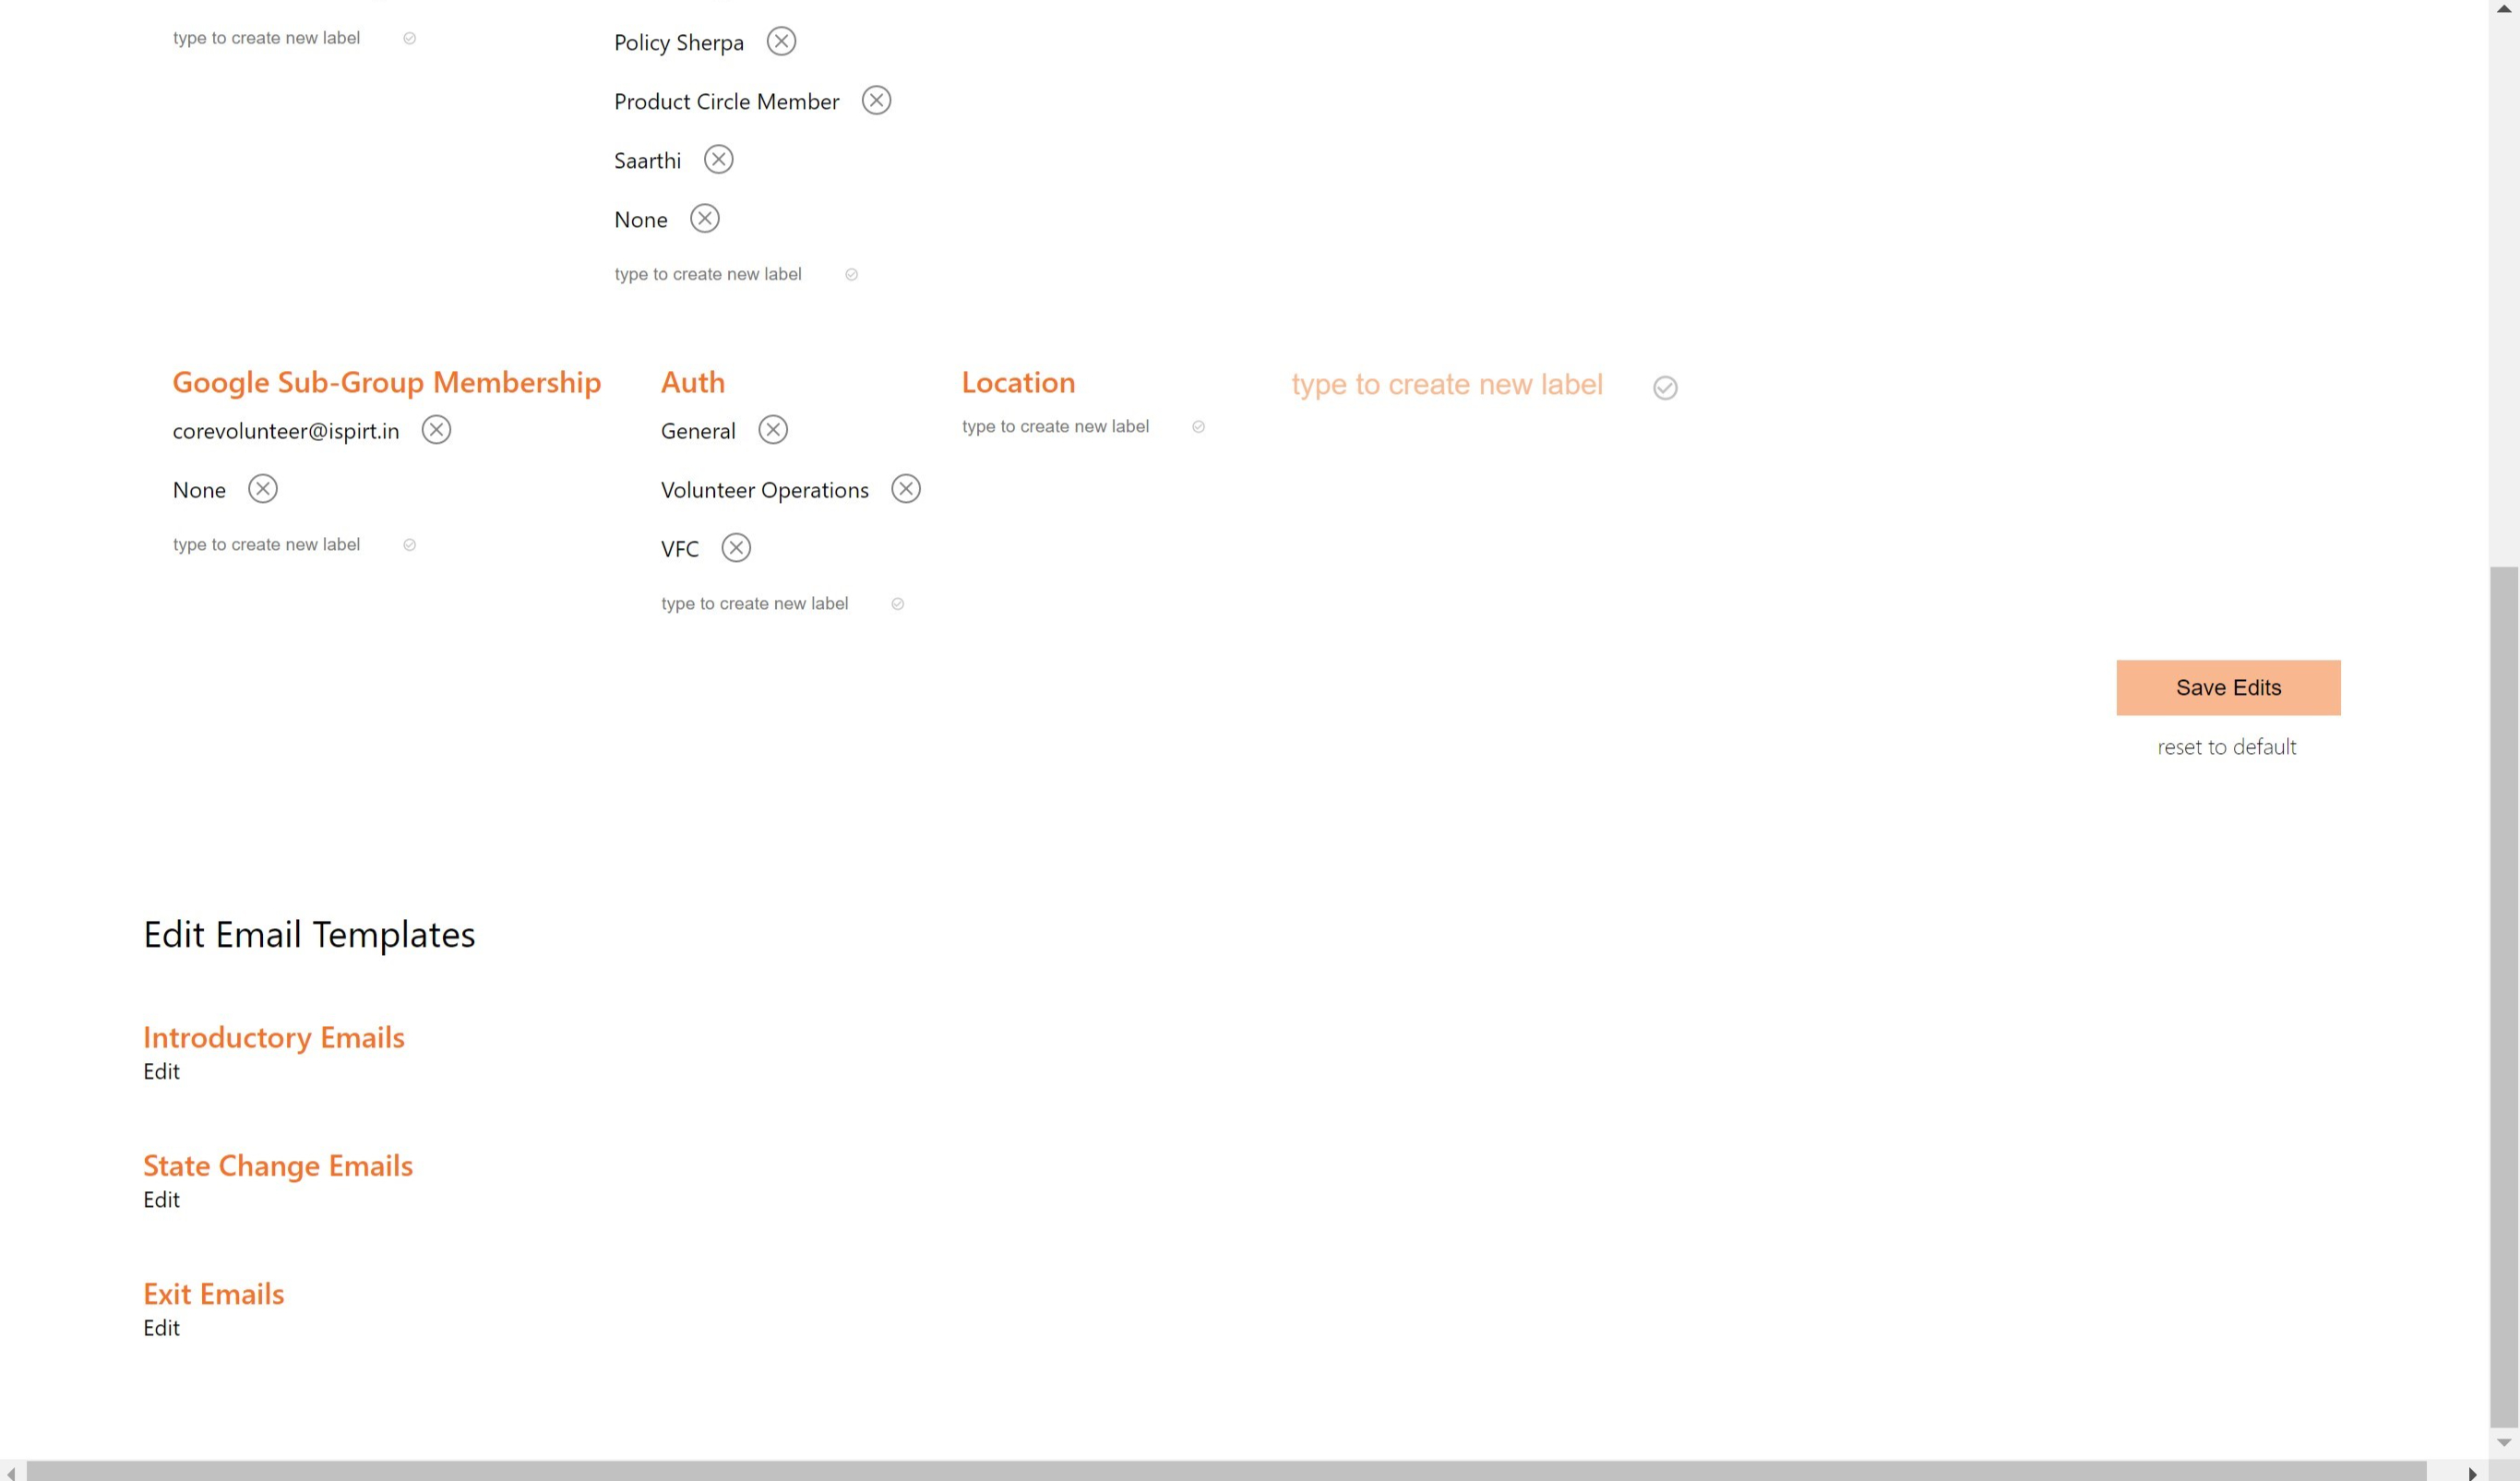 type to create new label
Policy Sherpa
Product Circle Member
Saarthi
None
type to create new label
Google Sub-Group Membership
corevolunteer@ispirt.in
None
type to create new label
Auth
General
Volunteer Operations
VFC
type to create new label
Location
type to create new label
type to create new label
Save Edits
reset to default
Edit Email Templates
Introductory Emails
Edit
State Change Emails
Edit
Exit Emails
Edit